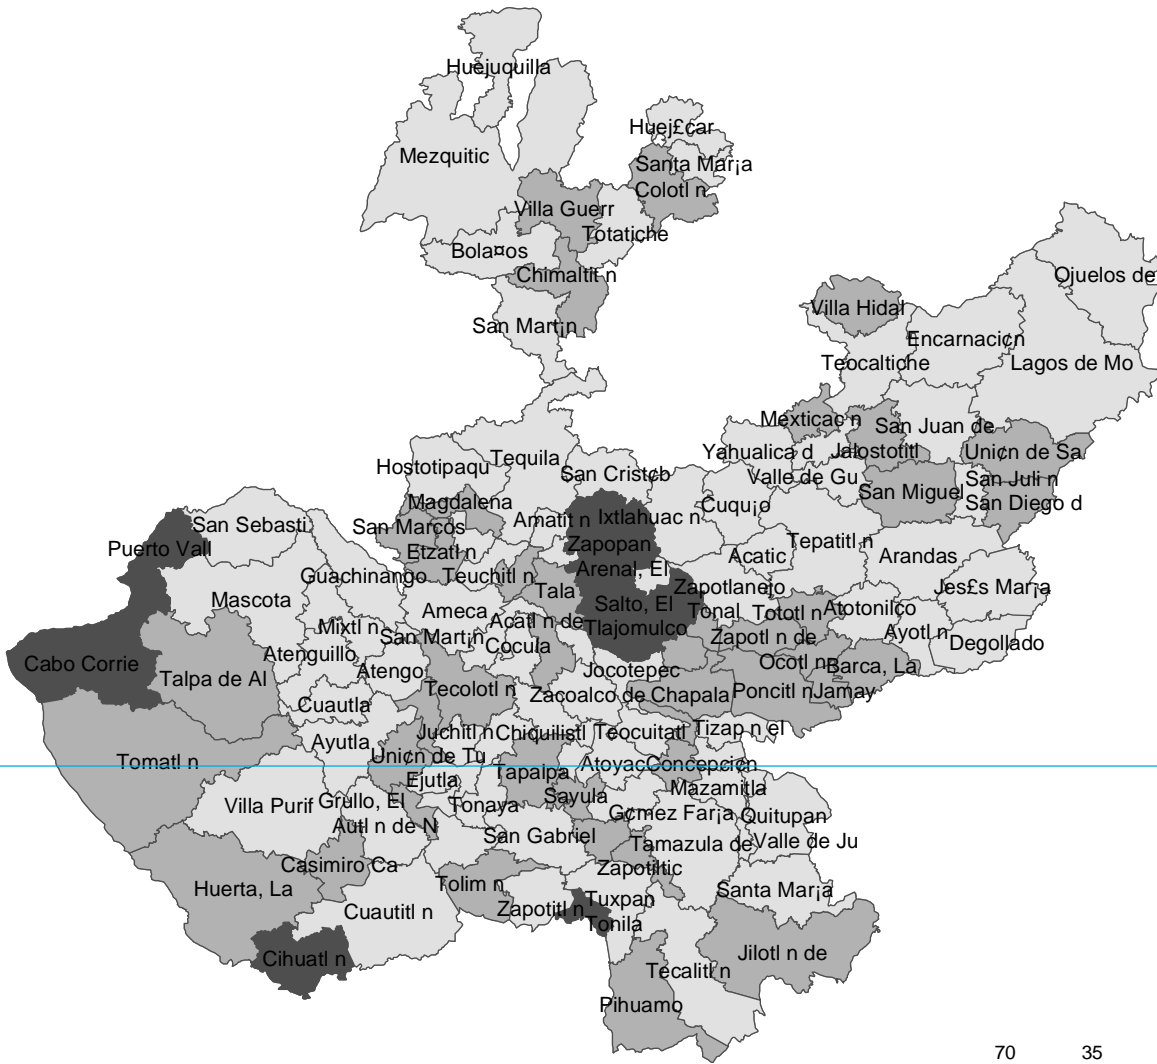 Huejuquilla
Huej£¢ar
Mezquitic
Santa Mar¡a
Colotl n
Villa Guerr
Totatiche
Bola¤os
Chimaltit n
Ojuelos de
Villa Hidal
San Mart¡n
Encarnaci¢n
Teocaltiche
Lagos de Mo
Mexticac n
San Juan de
Yahualica d
Jalostotitl
Uni¢n de Sa
Tequila
Hostotipaqu
San Crist¢b
Valle de Gu
San Juli n
San Miguel
San Diego d
Magdalena
Cuqu¡o
San Marcos
Amatit n
Ixtlahuac n
San Sebasti
Puerto Vall
Zapopan
Tepatitl n
Etzatl n
Acatic
Arandas
Arenal, El
Guachinango
Teuchitl n
Tala
Zapotlanejo
Jes£s Mar¡a
Mascota
Ameca
Salto, El
Tonal
Tototl n
Atotonilco
Acatl n de
Mixtl n
Tlajomulco
San Mart¡n
Zapotl n de
Ayotl n
Degollado
Cocula
Atenguillo
Cabo Corrie
Talpa de Al
Atengo
Jocotepec
Ocotl n
Barca, La
Tecolotl n
Zacoalco de
Chapala
Poncitl n
Jamay
Cuautla
Juchitl n
Chiquilistl
Teocuitatl
Tizap n el
Ayutla
Tomatl n
Uni¢n de Tu
Tapalpa
Atoyac
Concepci¢n
Ejutla
Mazamitla
Villa Purif
Grullo, El
Tonaya
Sayula
G¢mez Far¡a
Quitupan
Autl n de N
San Gabriel
Tamazula de
Valle de Ju
Casimiro Ca
Zapotiltic
Huerta, La
Tolim n
Santa Mar¡a
Tuxpan
Cuautitl n
Zapotitl n
Tonila
Cihuatl n
Jilotl n de
Tecalitl n
Pihuamo
70 35